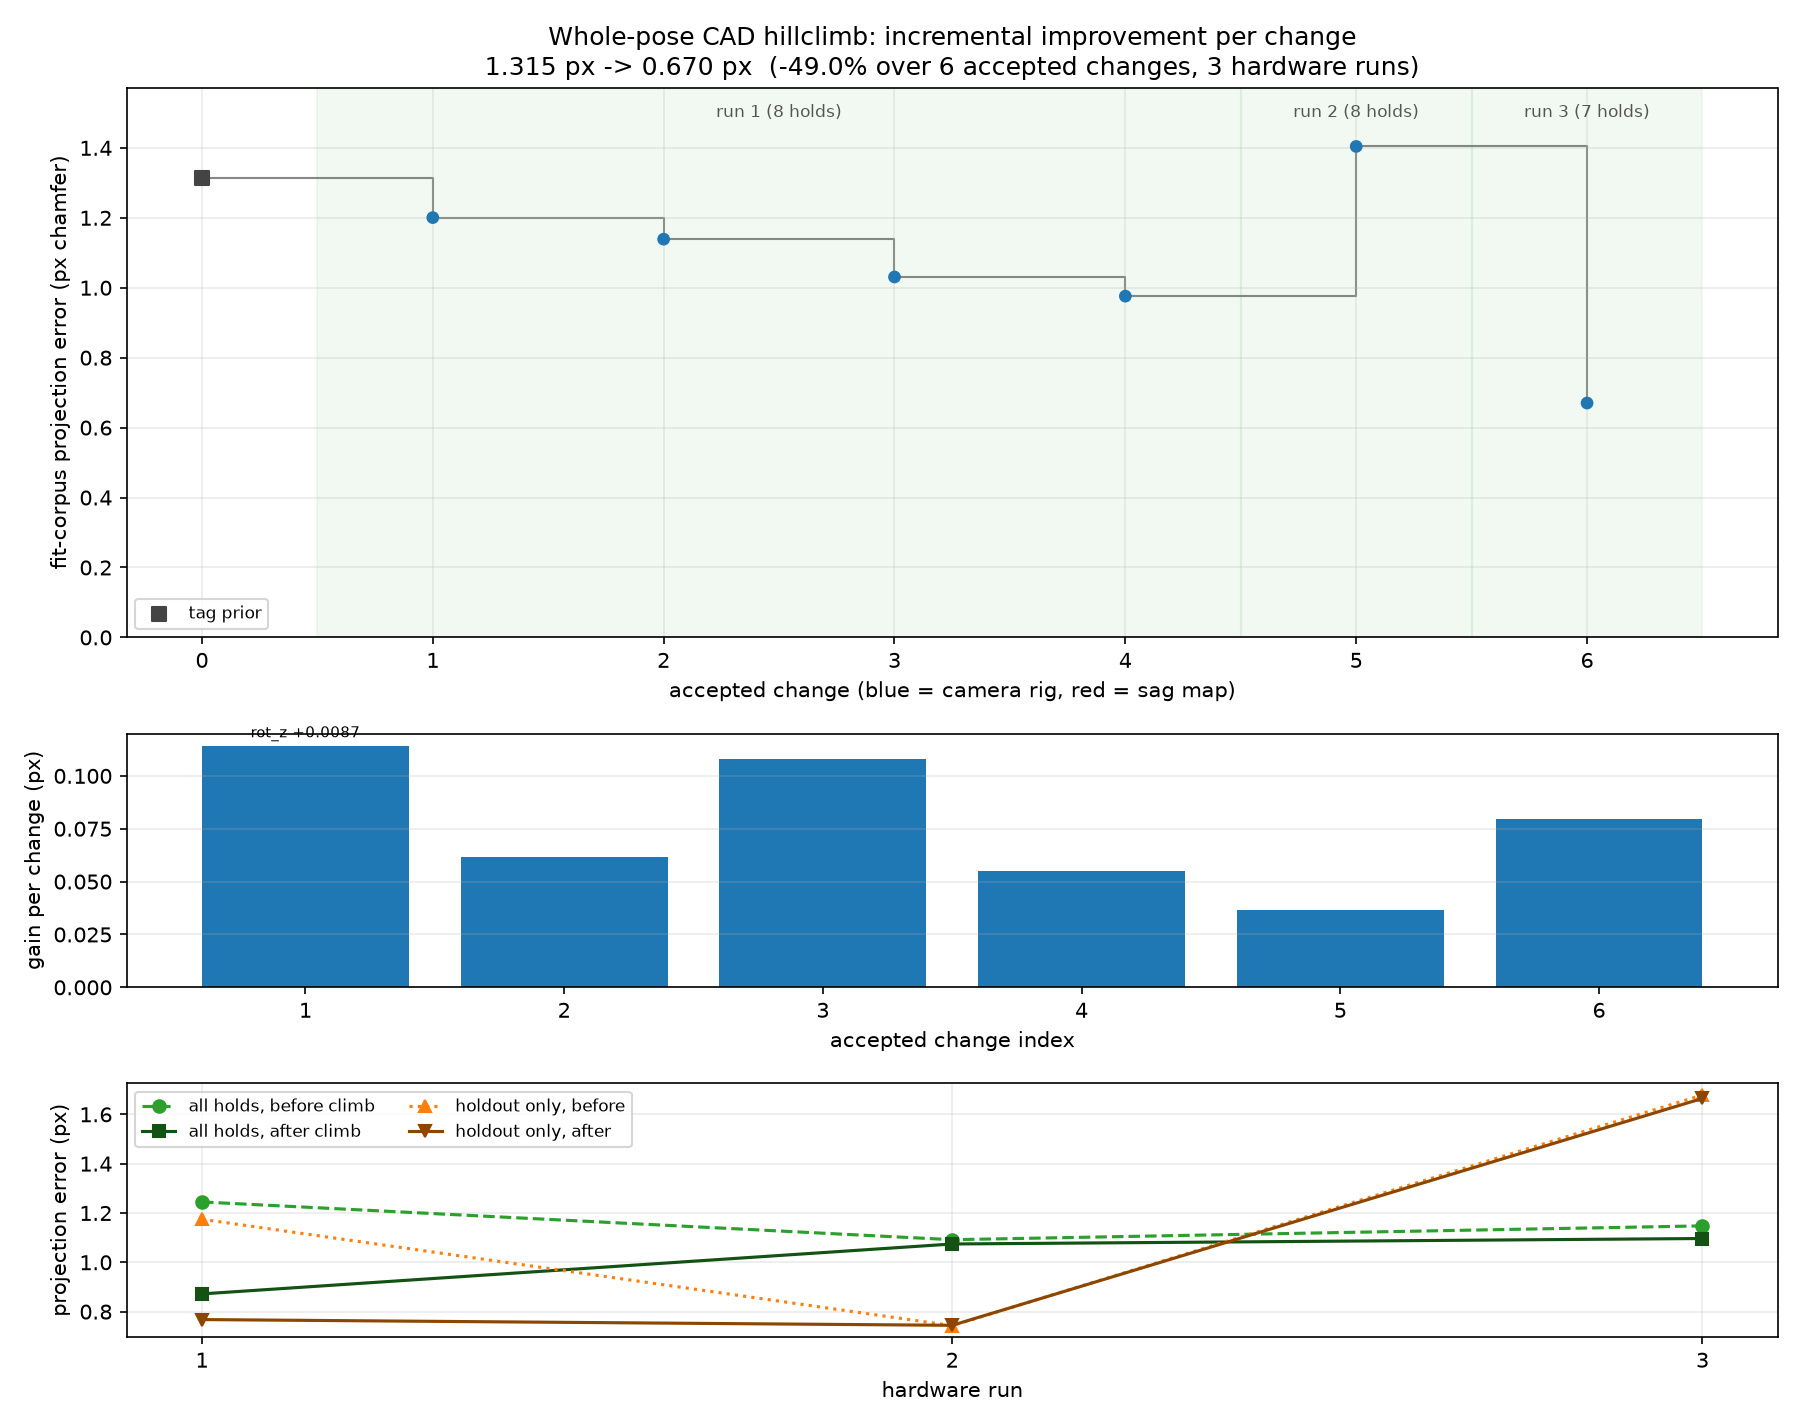 Whole-pose CAD hillclimb: incremental improvement per change
1.315 px -> 0.670 px  (-49.0% over 6 accepted changes, 3 hardware runs)
run 1 (8 holds)
run 2 (8 holds)
run 3 (7 holds)
fit-corpus projection error (px chamfer)
1.4
1.2
1.0
0.8
0.6
0.4
0.2
0.0
tag prior
0
1
2
3
4
5
6
accepted change (blue = camera rig, red = sag map)
rot_z +0.0087
gain per change (px)
0.100
0.075
0.050
0.025
0.000
1
2
3
4
5
6
accepted change index
projection error (px)
1.6
1.4
1.2
1.0
0.8
all holds, before climb
all holds, after climb
holdout only, before
holdout only, after
1
2
3
hardware run